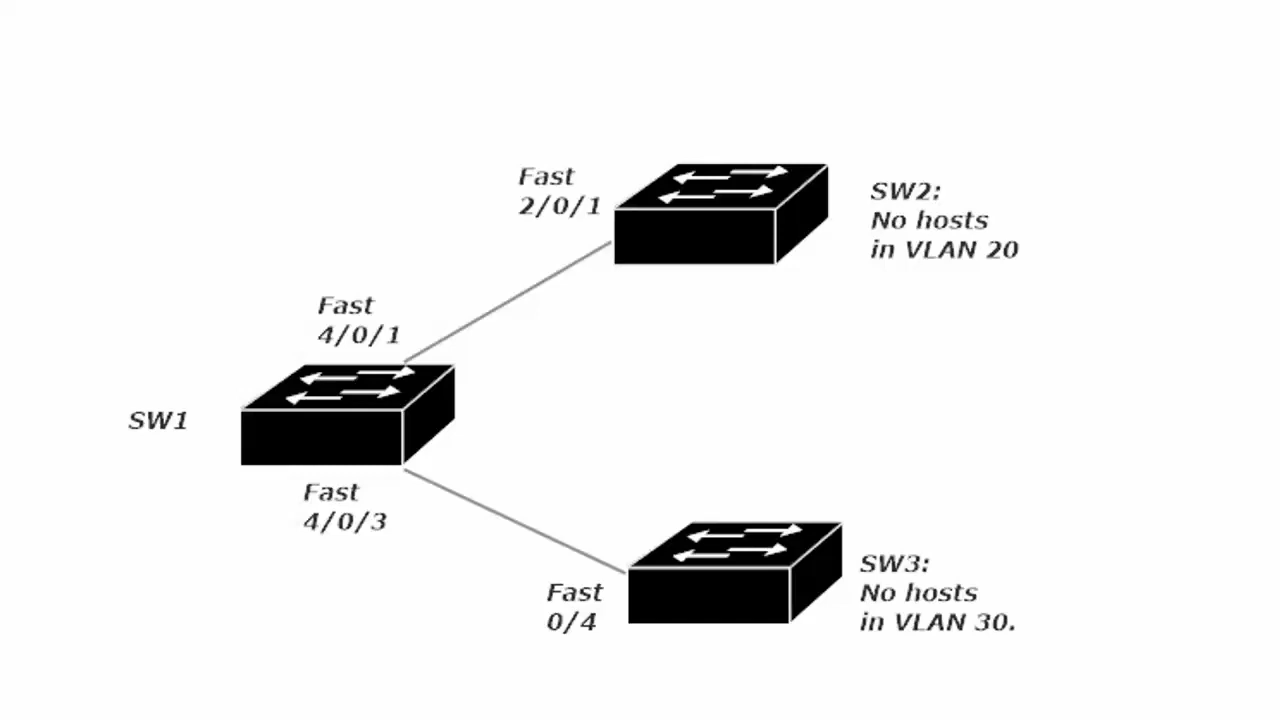 Fast
2/0/1
SW2:
No hosts
in VLAN 20
Fast
4/0/1
SW1
Fast
4/0/3
SW3:
No hosts
in VLAN 30.
Fast
0/4